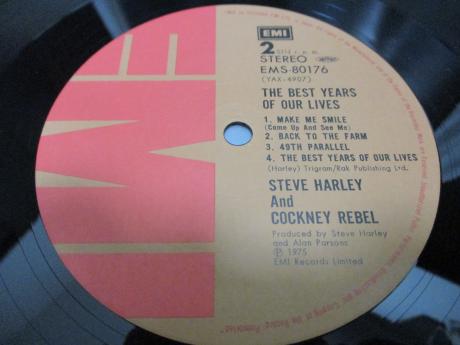 EMI
EMI
2 33⅓ r.p.m.
STEREO
EMS-80176
(YAX-4907)
THE BEST YEARS
OF OUR LIVES
1. MAKE ME SMILE
(Come Up And See Me)
2. BACK TO THE FARM
3. 49TH PARALLEL
4. THE BEST YEARS OF OUR LIVES
(Harley) Trigram/Rak Publishing Ltd.
STEVE HARLEY
And
COCKNEY REBEL
Produced by Steve Harley
and Alan Parsons
Ⓟ 1975
EMI Records Limited